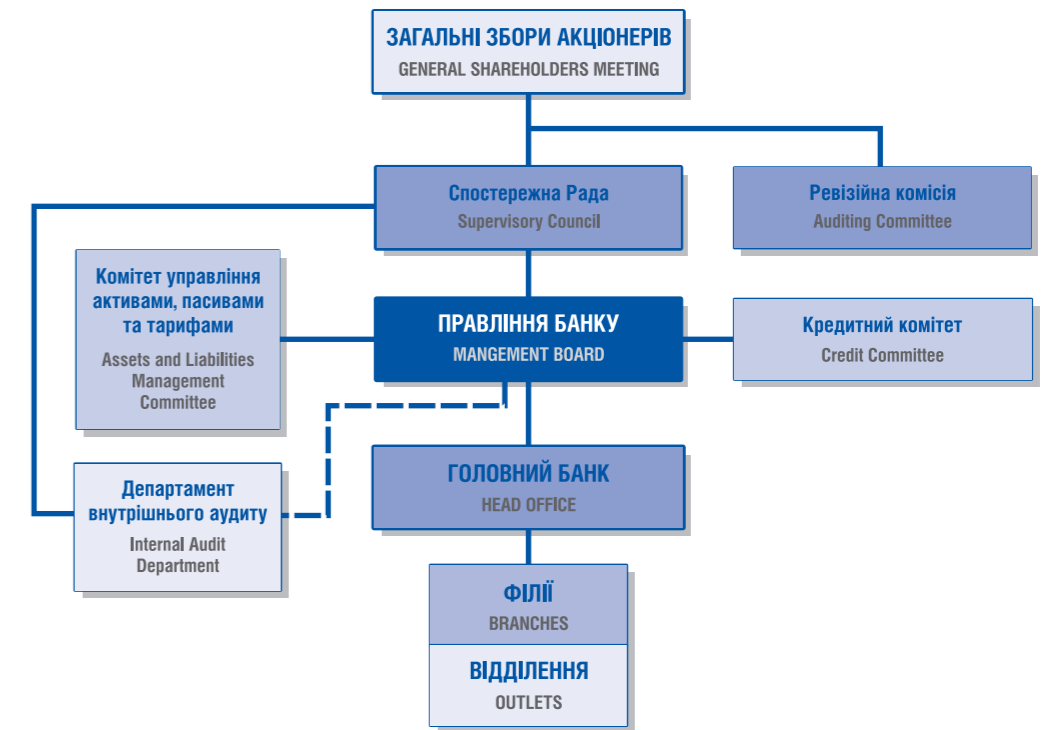 ЗАГАЛЬНІ ЗБОРИ АКЦІОНЕРІВ
GENERAL SHAREHOLDERS MEETING
Спостережна Рада
Supervisory Council
Ревізійна комісія
Auditing Committee
Комітет управління
активами, пасивами
та тарифами
Assets and Liabilities
Management
Committee
ПРАВЛІННЯ БАНКУ
MANGEMENT BOARD
Кредитний комітет
Credit Committee
Департамент
внутрішнього аудиту
Internal Audit
Department
ГОЛОВНИЙ БАНК
HEAD OFFICE
ФІЛІЇ
BRANCHES
ВІДДІЛЕННЯ
OUTLETS